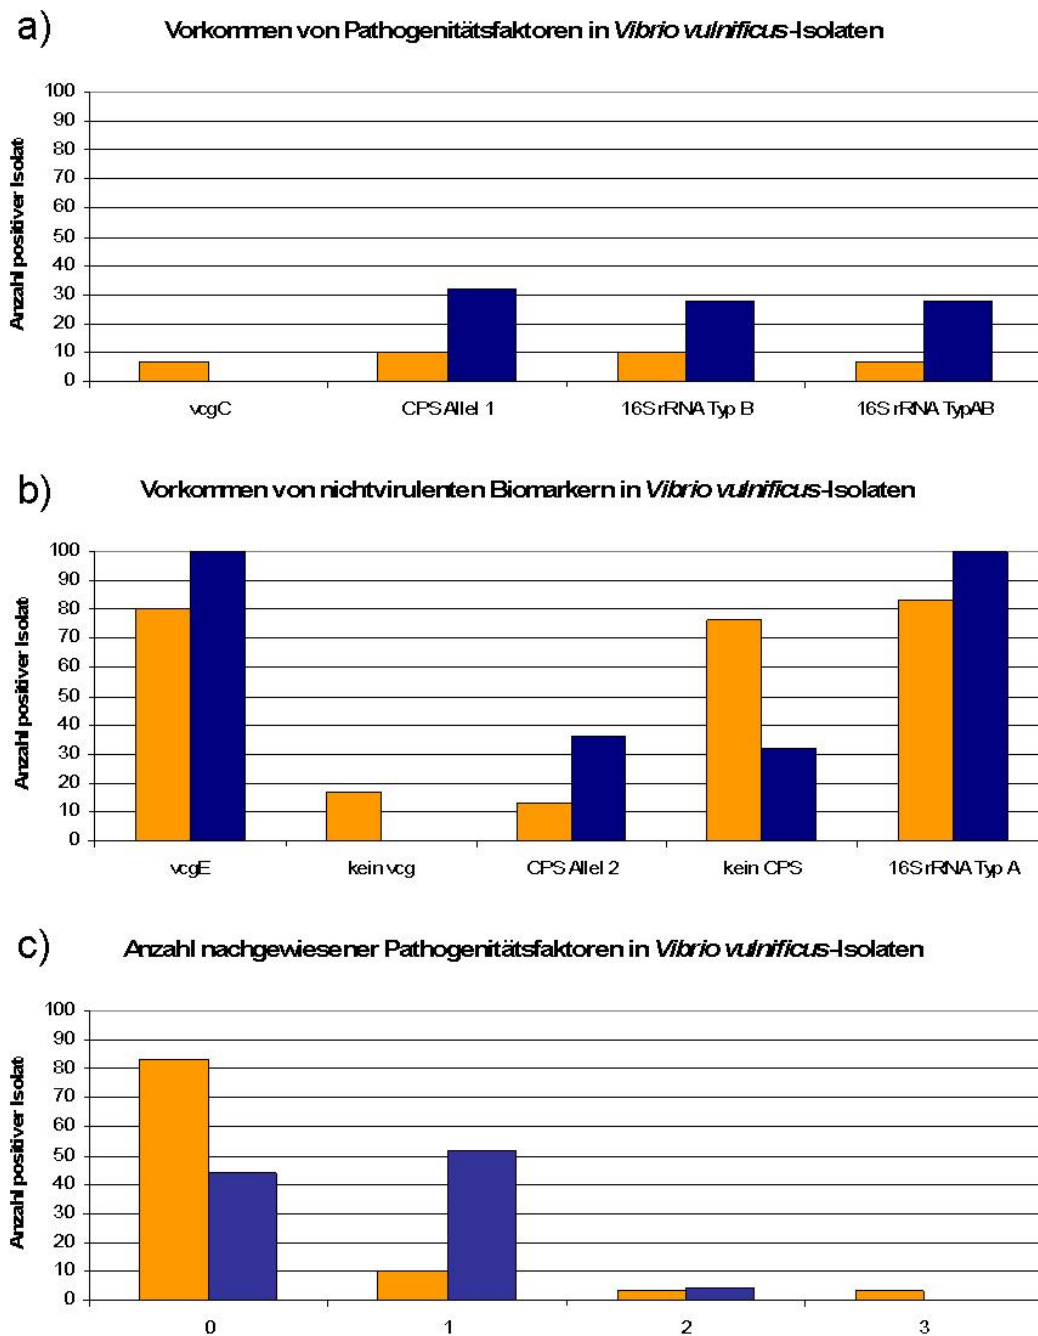 a)
Vorkommen von Pathogenitätsfaktoren in Vibrio vulnificus-Isolaten
Anzahl positiver Isolat
100
90
80
70
60
50
40
30
20
10
0
vcgC CPS Allel 1 16S rRNA Typ B 16S rRNA TypAB
b)
Vorkommen von nichtvirulenten Biomarkern in Vibrio vulnificus-Isolaten
Anzahl positiver Isolat
100
90
80
70
60
50
40
30
20
10
0
vcgE kein vcg CPS Allel 2 kein CPS 16S rRNA Typ A
c)
Anzahl nachgewiesener Pathogenitätsfaktoren in Vibrio vulnificus-Isolaten
Anzahl positiver Isolat
100
90
80
70
60
50
40
30
20
10
0
0 1 2 3